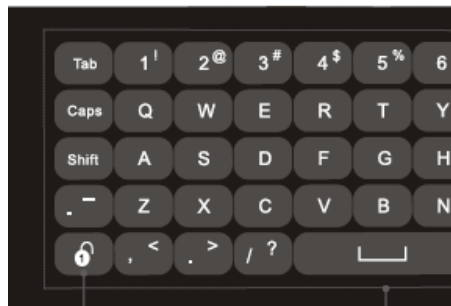 Tab 1! 2@ 3# 4$ 5% 6
Caps Q W E R T Y
Shift A S D F G H
. - Z X C V B N
1 , < . > / ?